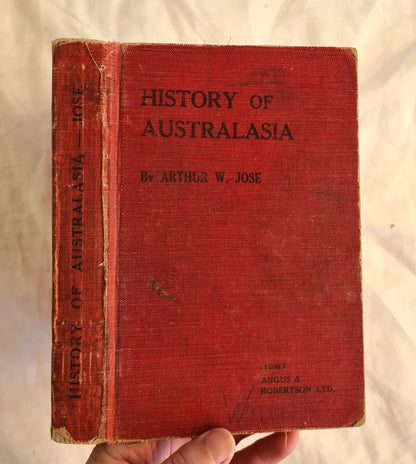 HISTORY OF
AUSTRALASIA
BY ARTHUR W. JOSE
SYDNEY
ANGUS &
ROBERTSON LTD.
HISTORY OF AUSTRALASIA — JOSE